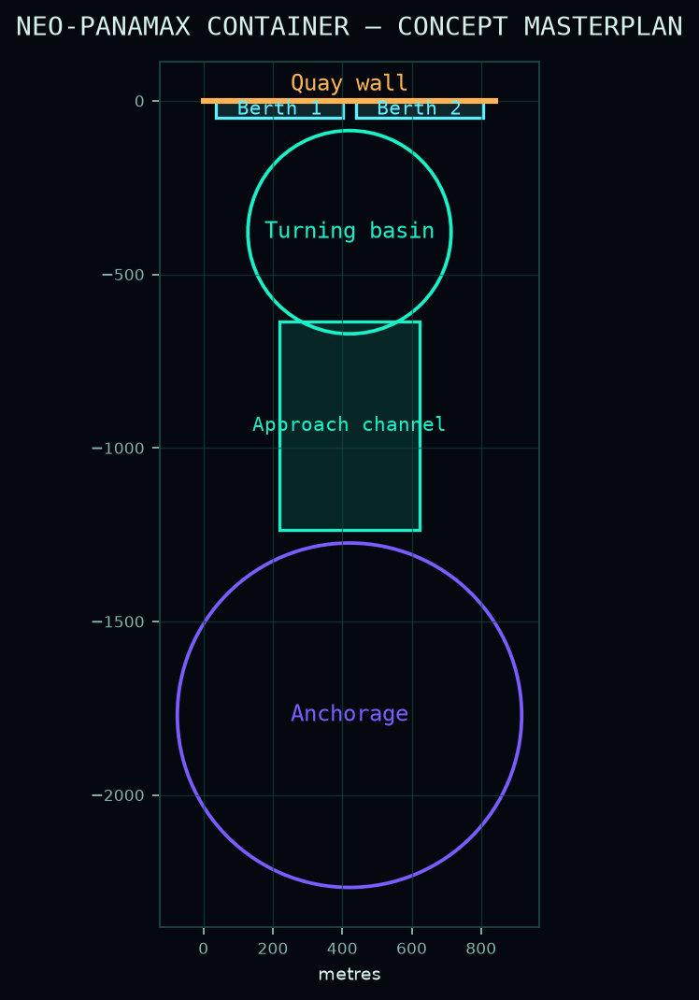 NEO-PANAMAX CONTAINER — CONCEPT MASTERPLAN
Quay wall
0
Berth 1
Berth 2
Turning basin
−500
Approach channel
−1000
−1500
Anchorage
−2000
0 200 400 600 800
metres